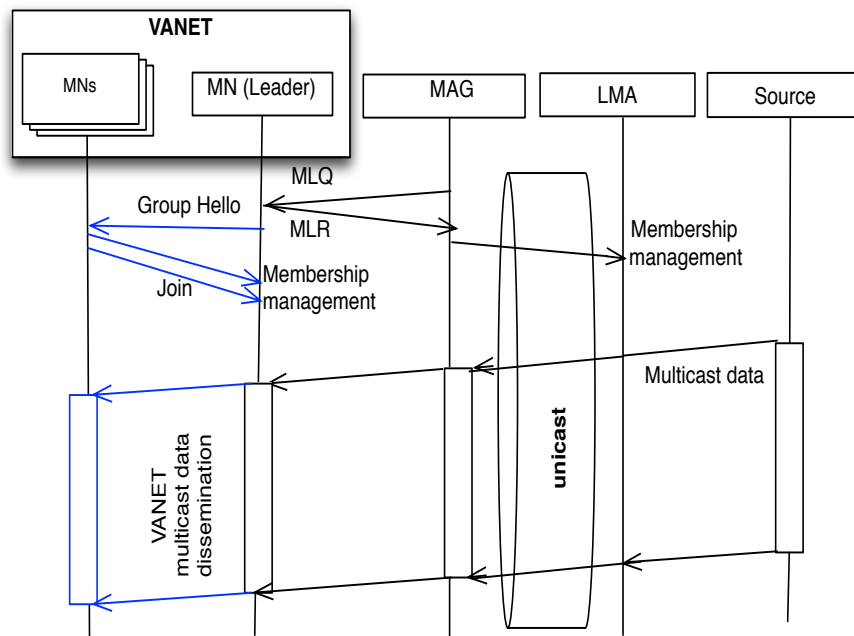 VANET
MNs
MN (Leader)
MAG
LMA
Source
MLQ
Group Hello
MLR
Membership
management
Join
Membership
management
Multicast data
unicast
VANET
multicast data
dissemination